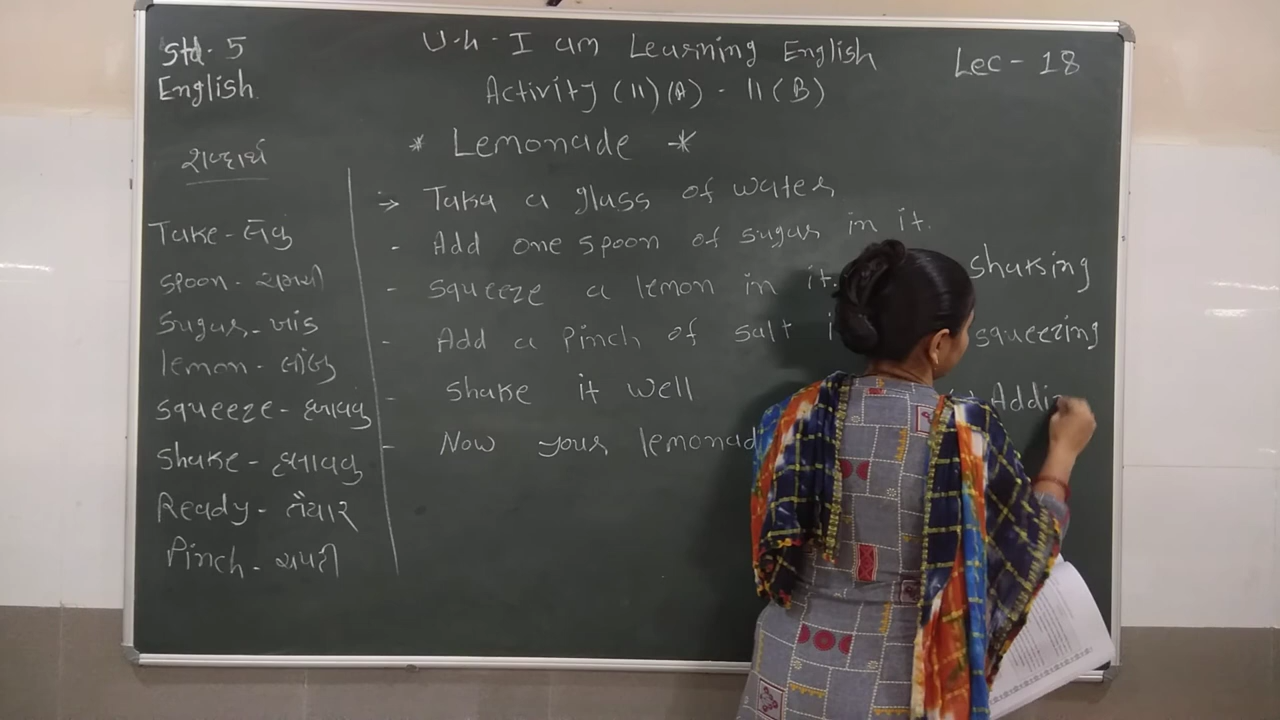 Std. 5
English
U.h - I am Learning English
Activity (11)(A) - 11(B)
Lec - 18
* Lemonade *
શબ્દાર્થ
Take - લેવું
Spoon - ચમચી
Sugar - ખાંડ
lemon - લીંબુ
Squeeze -
Shake - હલાવવું
Ready - તૈયાર
Pinch - ચપટી
→ Take a glass of water
- Add one spoon of sugar in it.
- squeeze a lemon in it.
- Add a Pinch of salt i
- shake it well
- Now your lemonad
shaking
squeezing
Addi